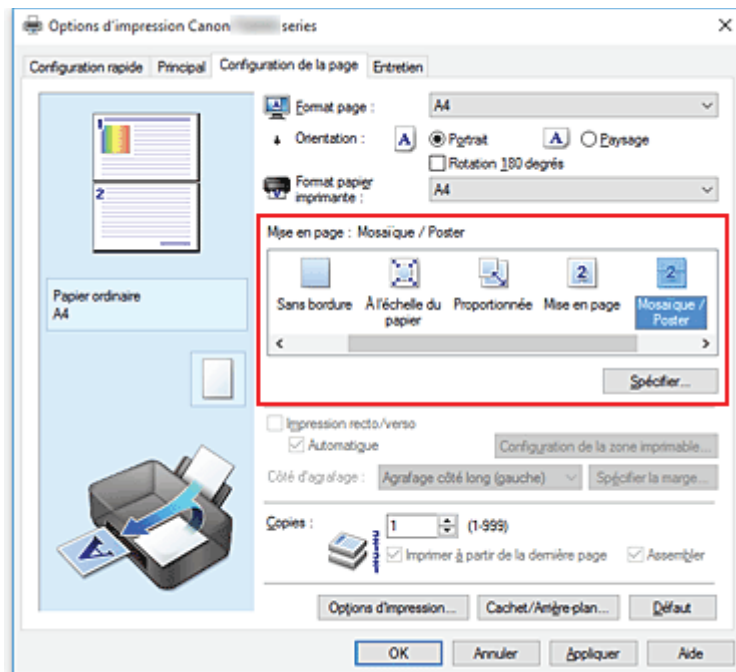 Options d'impression Canon series
Configuration rapide Principal Configuration de la page Entretien
Format page : A4
Orientation : A Portrait A Paysage
Rotation 180 degrés
Format papier
imprimante : A4
Mise en page : Mosaïque / Poster
Sans bordure À l'échelle du papier Proportionnée Mise en page Mosaïque / Poster
Spécifier...
1
2
Papier ordinaire
A4
Impression recto/verso
Automatique Configuration de la zone imprimable...
Côté d'agrafage : Agrafage côté long (gauche) Spécifier la marge...
Copies : 1 (1-999)
Imprimer à partir de la dernière page Assembler
Options d'impression... Cachet/Arrière-plan... Défaut
OK Annuler Appliquer Aide